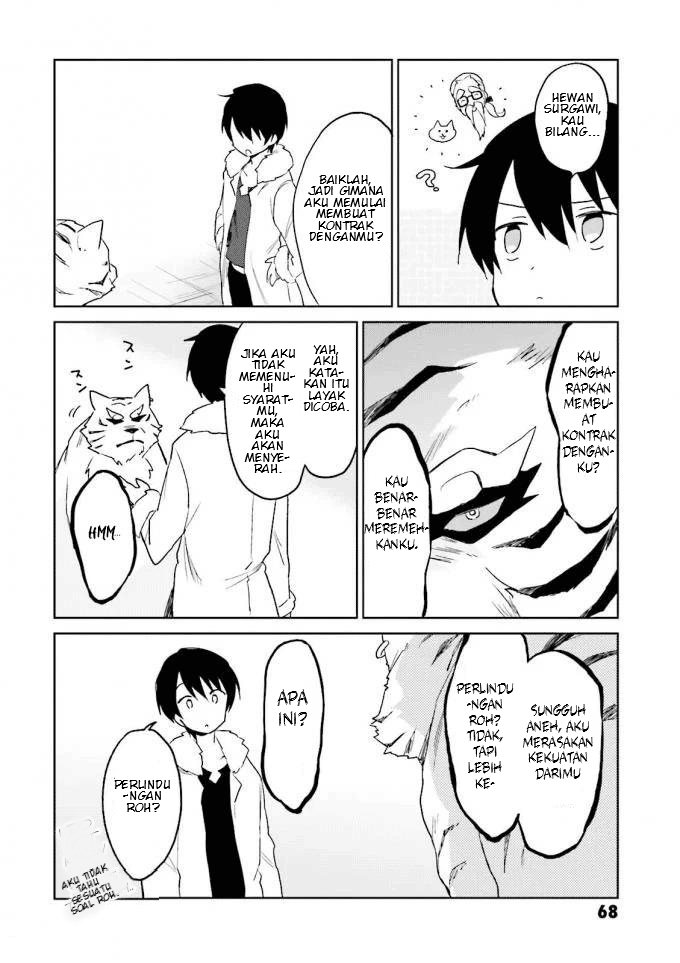 HEWAN
SURGAWI,
KAU
BILANG...
BAIKLAH,
JADI GIMANA
AKU MEMULAI
MEMBUAT
KONTRAK
DENGANMU?
KAU
MENGHA-
RAPKAN
MEMBU-
AT
KONTRAK
DENGAN-
KU?
KAU
BENAR-
BENAR
MEREMEH-
KANKU.
YAH,
AKU
KATA-
KAN ITU
LAYAK
DICOBA.
JIKA AKU
TIDAK
MEMENU-
HI
SYARAT-
MU,
MAKA
AKU
AKAN
MENYE-
RAH.
HMM...
SUNGGUH
ANEH, AKU
MERASAKAN
KEKUATAN
DARIMU
PERLINDU
-NGAN
ROH?
TIDAK,
TAPI
LEBIH
KE-
APA
INI?
PERLINDU
-NGAN
ROH?
AKU TIDAK
TAHU
SESUATU
SOAL ROH.
68